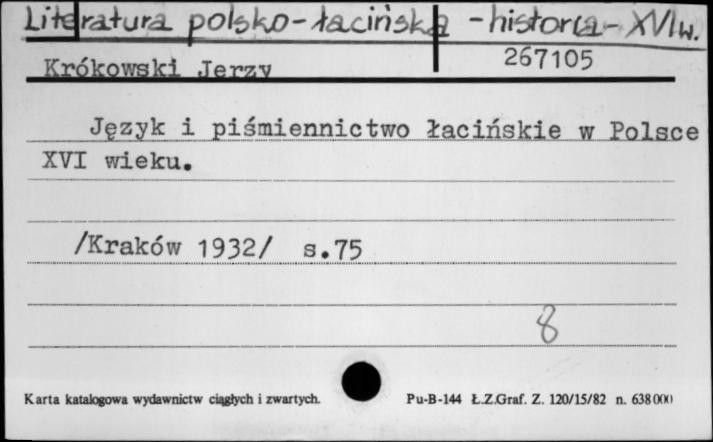 Literatura polsko-łacińska - historia - XVI w.
Krókowski Jerzy
267105
Język i piśmiennictwo łacińskie w Polsce
XVI wieku.
/Kraków 1932/ s.75
8
Karta katalogowa wydawnictw ciągłych i zwartych.
Pu-B-144 Ł.Z.Graf. Z. 120/15/82 n. 638000